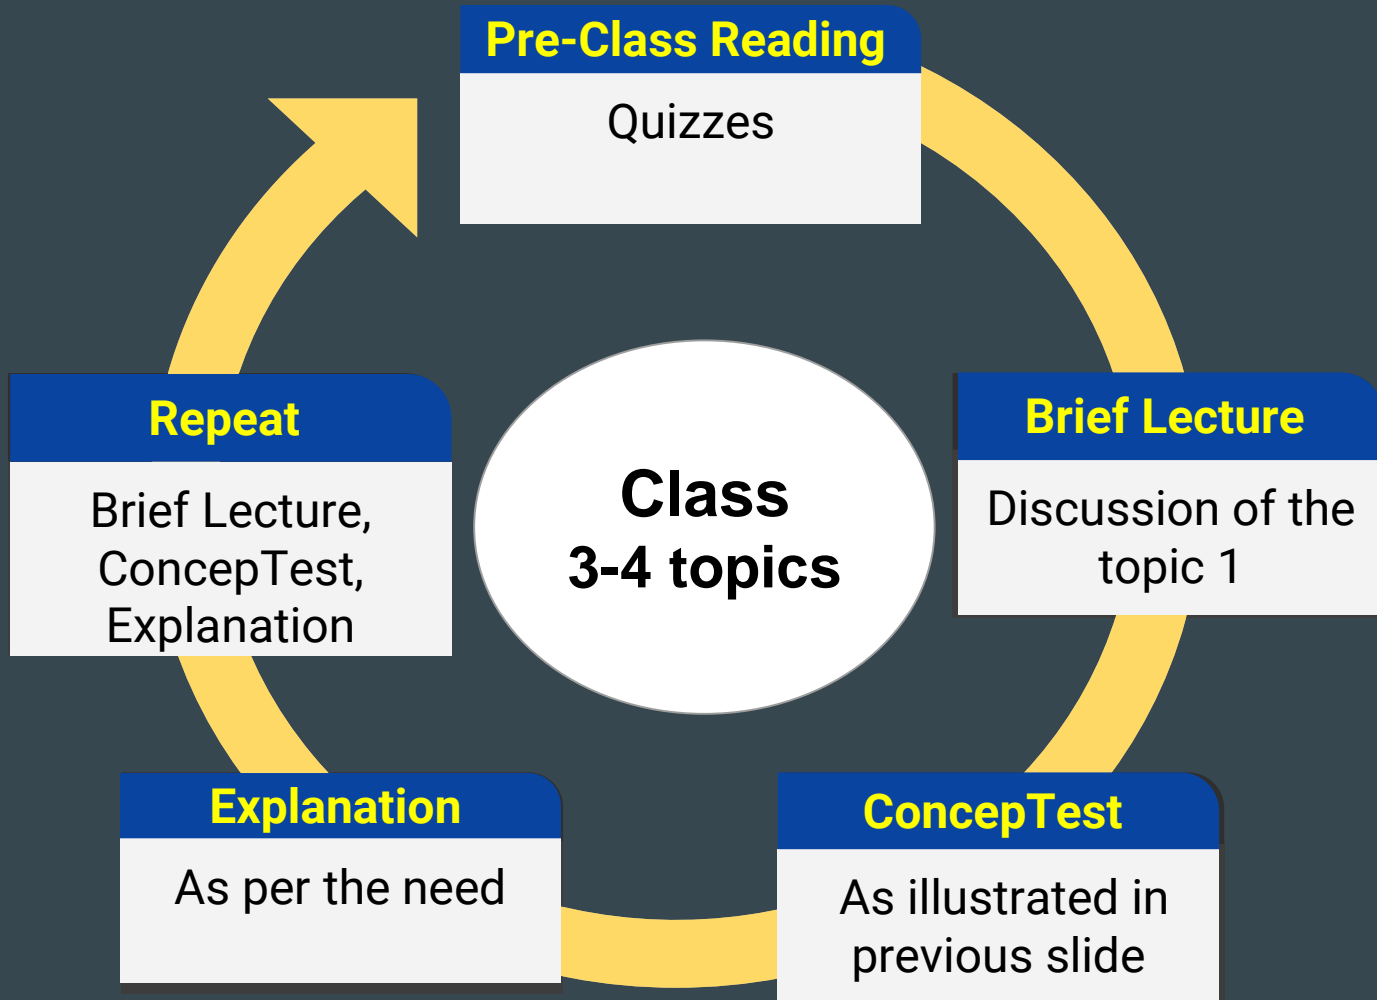 Pre-Class Reading
Quizzes
Brief Lecture
Discussion of the
topic 1
ConcepTest
As illustrated in
previous slide
Explanation
As per the need
Repeat
Brief Lecture,
ConcepTest,
Explanation
Class
3-4 topics